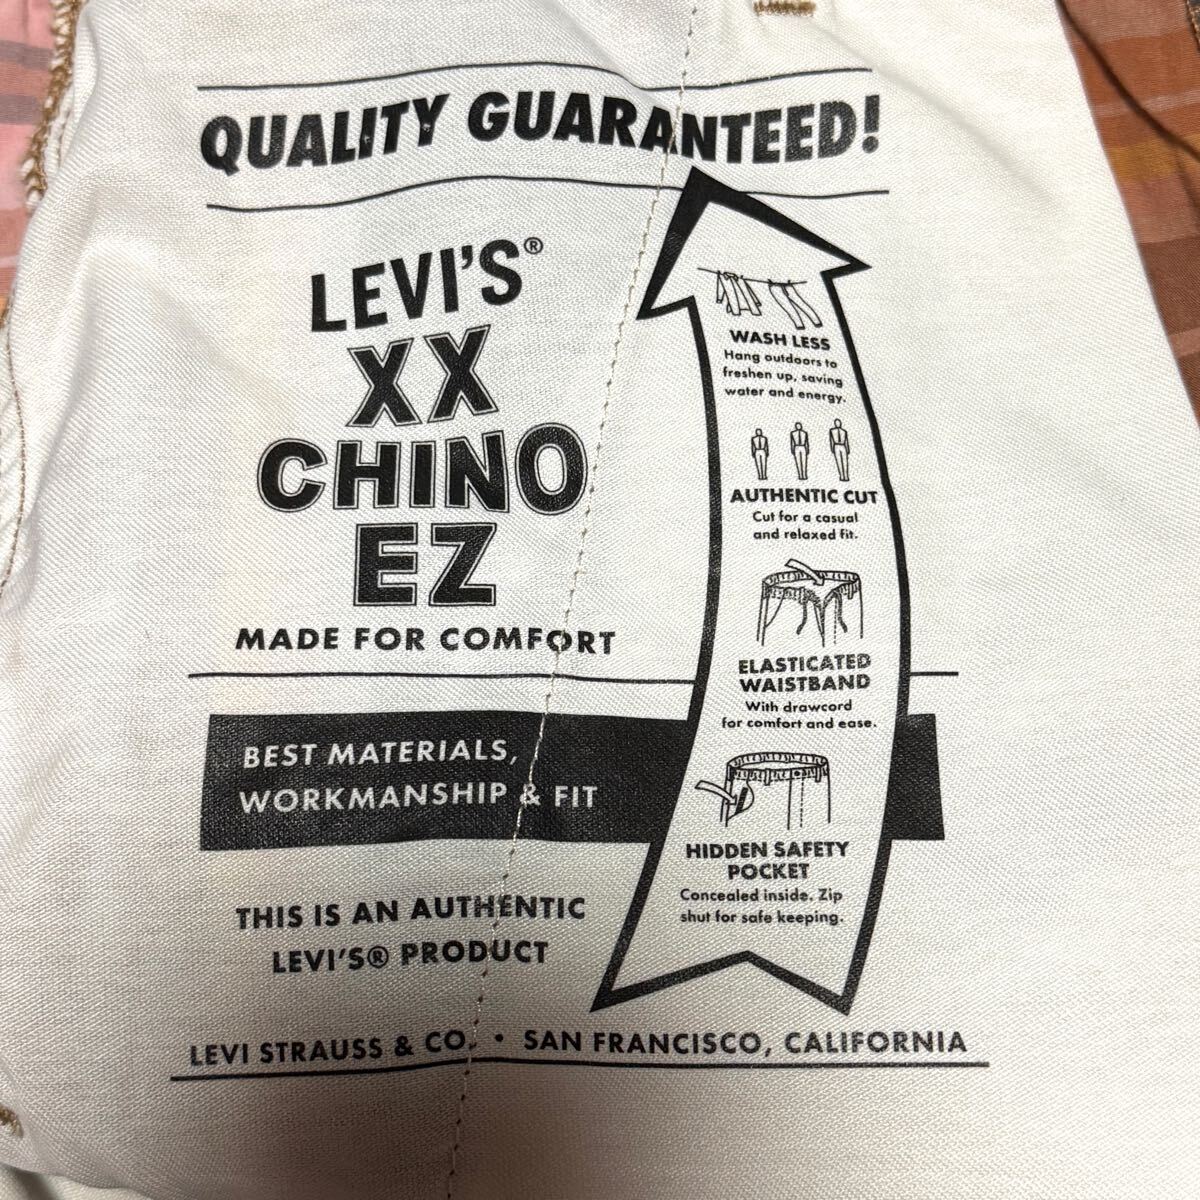 QUALITY GUARANTEED!
LEVI'S®
XX
CHINO
EZ
MADE FOR COMFORT
BEST MATERIALS,
WORKMANSHIP & FIT
THIS IS AN AUTHENTIC
LEVI'S® PRODUCT
WASH LESS
Hang outdoors to
freshen up, saving
water and energy.
AUTHENTIC CUT
Cut for a casual
and relaxed fit.
ELASTICATED
WAISTBAND
With drawcord
for comfort and ease.
HIDDEN SAFETY
POCKET
Concealed inside. Zip
shut for safe keeping.
LEVI STRAUSS & CO. • SAN FRANCISCO, CALIFORNIA